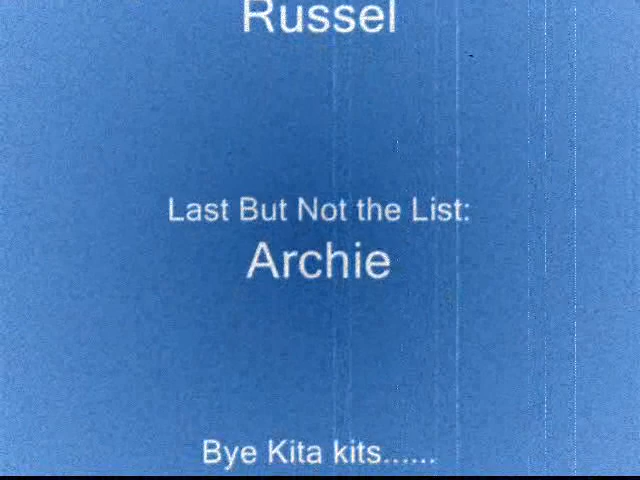 Russel
Last But Not the List:
Archie
Bye Kita kits......